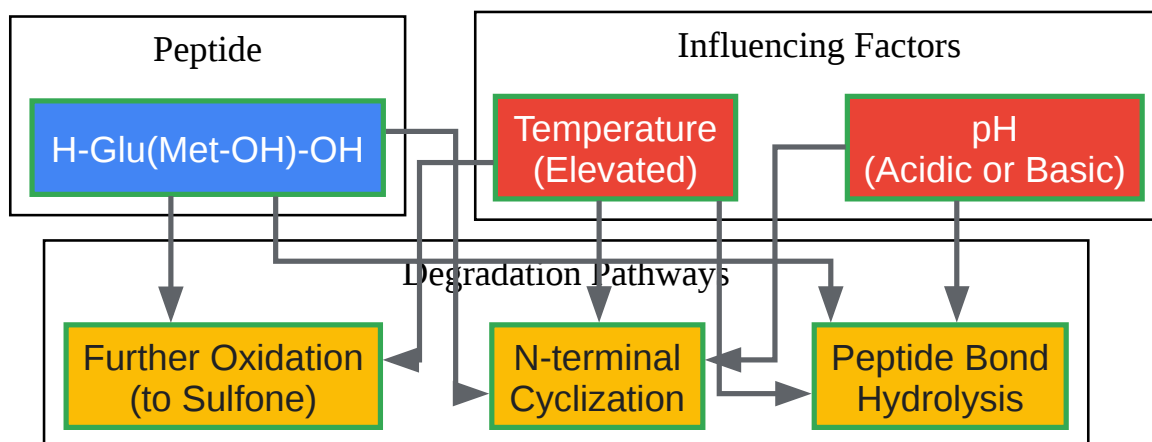 Peptide
Influencing Factors
H-Glu(Met-OH)-OH
Temperature
(Elevated)
pH
(Acidic or Basic)
Degradation Pathways
Further Oxidation
(to Sulfone)
N-terminal
Cyclization
Peptide Bond
Hydrolysis